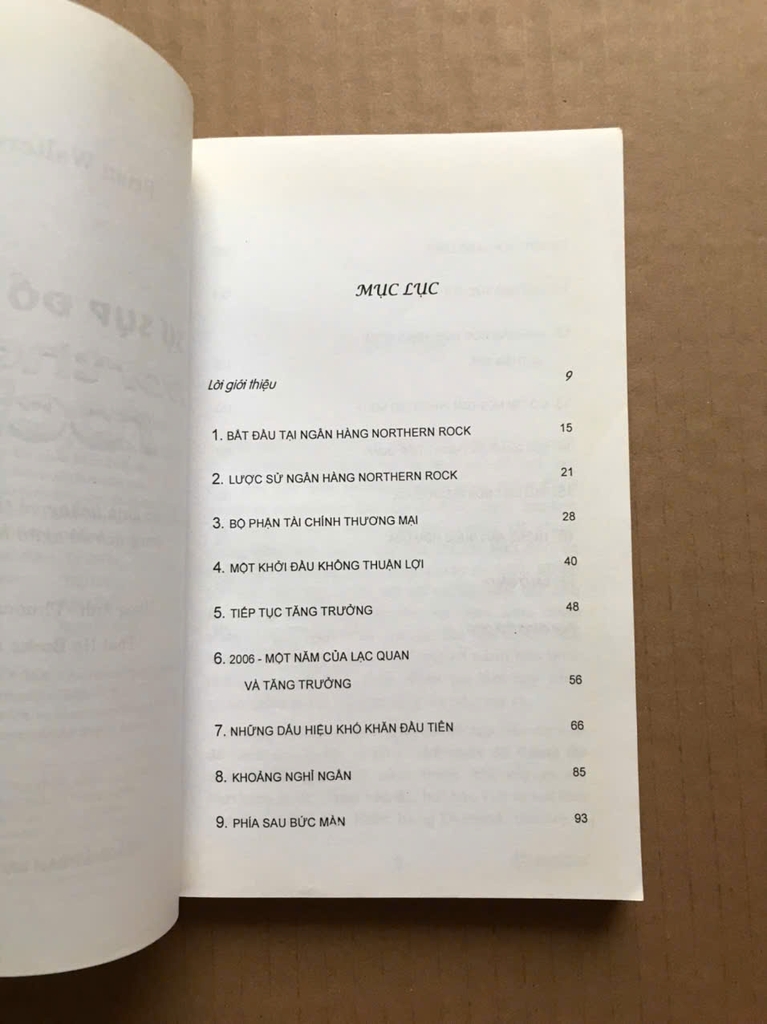 MỤC LỤC
Lời giới thiệu 9
1. BẮT ĐẦU TẠI NGÂN HÀNG NORTHERN ROCK 15
2. LƯỢC SỬ NGÂN HÀNG NORTHERN ROCK 21
3. BỘ PHẬN TÀI CHÍNH THƯƠNG MẠI 28
4. MỘT KHỞI ĐẦU KHÔNG THUẬN LỢI 40
5. TIẾP TỤC TĂNG TRƯỞNG 48
6. 2006 - MỘT NĂM CỦA LẠC QUAN
VÀ TĂNG TRƯỞNG 56
7. NHỮNG DẤU HIỆU KHÓ KHĂN ĐẦU TIÊN 66
8. KHOẢNG NGHỈ NGẮN 85
9. PHÍA SAU BỨC MÀN 93